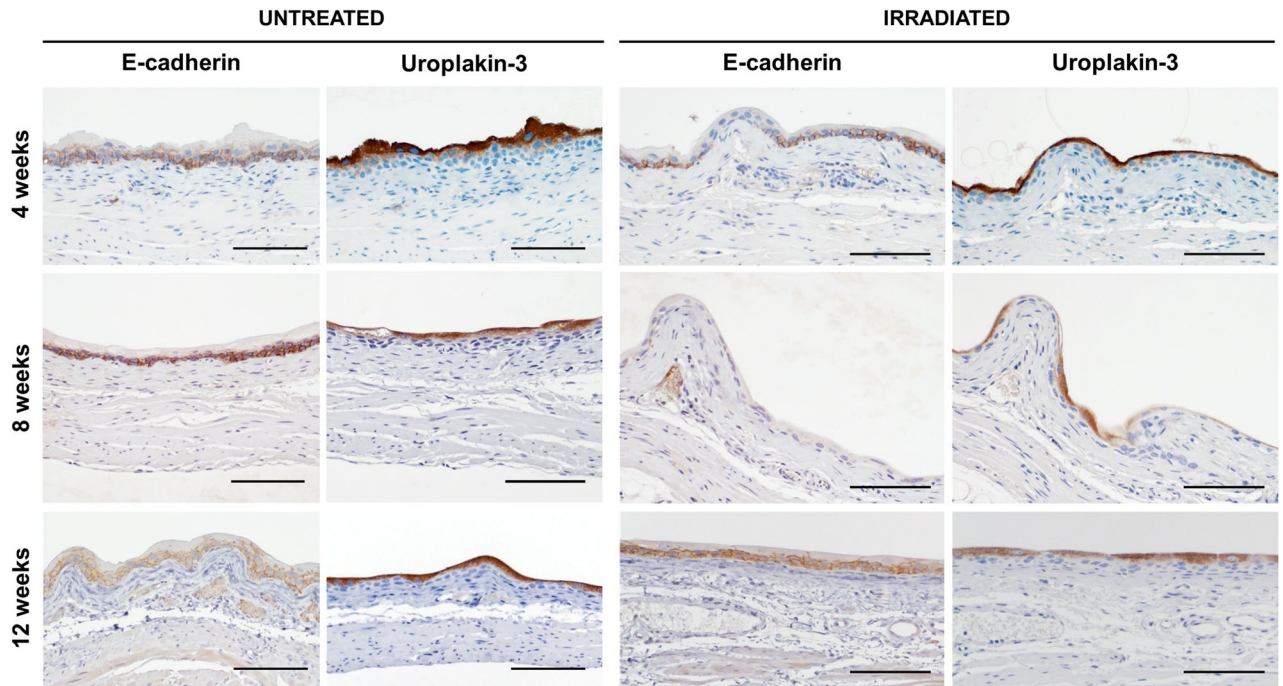 UNTREATED IRRADIATED
E-cadherin Uroplakin-3 E-cadherin Uroplakin-3
4 weeks
8 weeks
12 weeks